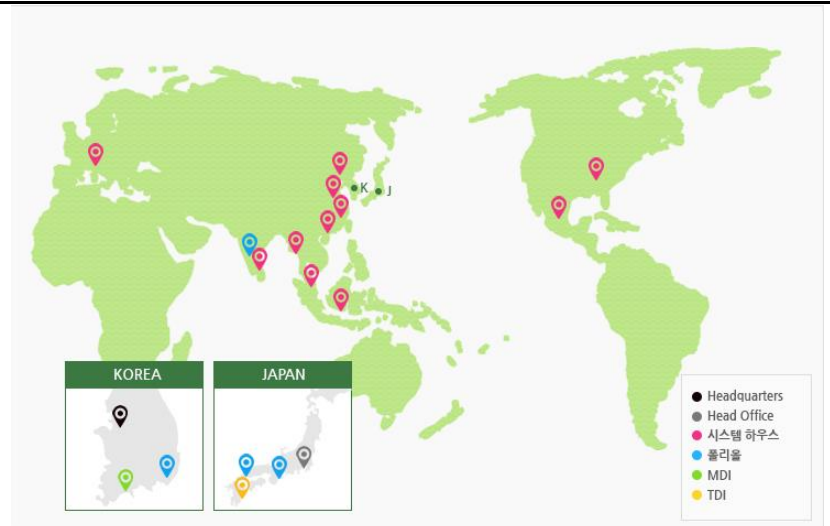 K
J
KOREA
JAPAN
Headquarters
Head Office
시스템 하우스
폴리올
MDI
TDI